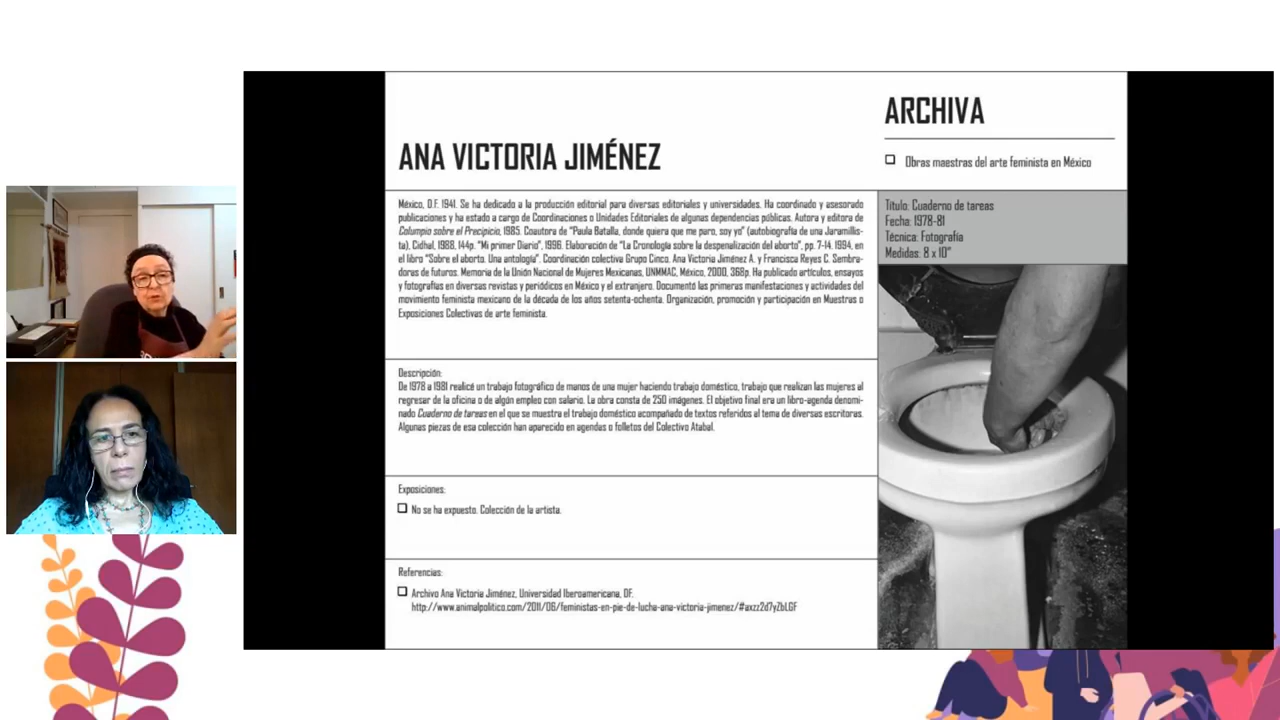 ARCHIVA
Obras maestras del arte feminista en México
ANA VICTORIA JIMÉNEZ
México, D.F. 1941. Se ha dedicado a la producción editorial para diversas editoriales y universidades. Ha coordinado y asesorado
publicaciones y ha estado a cargo de Coordinaciones o Unidades Editoriales de algunas dependencias públicas. Autora y editora de
Columpio sobre el Precipicio, 1985. Coautora de "Paula Batalla, donde quiera que me paro, soy yo" (autobiografía de una Jaramillis-
ta), Cidhal, 1988, 144p. "Mi primer Diario", 1996. Elaboración de "La Cronología sobre la despenalización del aborto", pp. 7-14. 1994, en
el libro "Sobre el aborto. Una antología". Coordinación colectiva Grupo Cinco. Ana Victoria Jiménez A. y Francisca Reyes C. Sembra-
doras de futuros. Memoria de la Unión Nacional de Mujeres Mexicanas, UNMMAC, México, 2000, 368p. Ha publicado artículos, ensayos
y fotografías en diversas revistas y periódicos en México y el extranjero. Documentó las primeras manifestaciones y actividades del
movimiento feminista mexicano de la década de los años setenta-ochenta. Organización, promoción y participación en Muestras o
Exposiciones Colectivas de arte feminista.
Título: Cuaderno de tareas
Fecha: 1978-81
Técnica: Fotografía
Medidas: 8 x 10"
Descripción:
De 1978 a 1981 realicé un trabajo fotográfico de manos de una mujer haciendo trabajo doméstico, trabajo que realizan las mujeres al
regresar de la oficina o de algún empleo con salario. La obra consta de 250 imágenes. El objetivo final era un libro-agenda denomi-
nado Cuaderno de tareas en el que se muestra el trabajo doméstico acompañado de textos referidos al tema de diversas escritoras.
Algunas piezas de esa colección han aparecido en agendas o folletos del Colectivo Atabal.
Exposiciones:
No se ha expuesto. Colección de la artista.
Referencias:
Archivo Ana Victoria Jiménez, Universidad Iberoamericana, DF.
http://www.animalpolitico.com/2011/06/feministas-en-pie-de-lucha-ana-victoria-jimenez/#axzz2d7yZbLGF